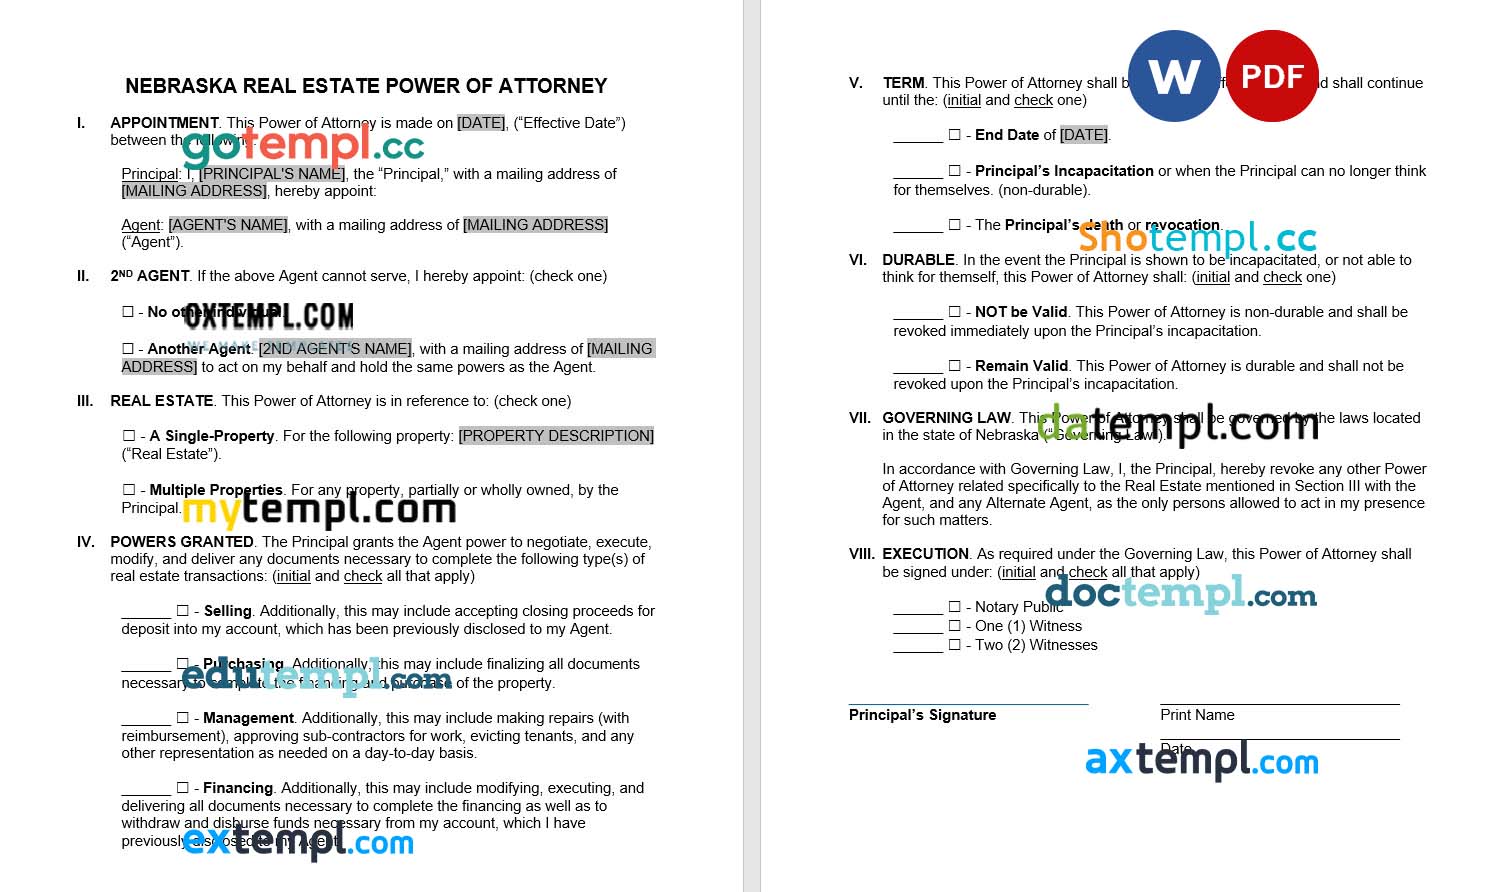 NEBRASKA REAL ESTATE POWER OF ATTORNEY
I. APPOINTMENT. This Power of Attorney is made on [DATE], (“Effective Date”)
between the following:
gotempl.cc
Principal: I, [PRINCIPAL'S NAME], the “Principal,” with a mailing address of
[MAILING ADDRESS], hereby appoint:
Agent: [AGENT'S NAME], with a mailing address of [MAILING ADDRESS]
(“Agent”).
II. 2ND AGENT. If the above Agent cannot serve, I hereby appoint: (check one)
☐ - No other individual.
OXTEMPL.COM
WE MAKE TEMPLATES
☐ - Another Agent. [2ND AGENT'S NAME], with a mailing address of [MAILING
ADDRESS] to act on my behalf and hold the same powers as the Agent.
III. REAL ESTATE. This Power of Attorney is in reference to: (check one)
☐ - A Single-Property. For the following property: [PROPERTY DESCRIPTION]
(“Real Estate”).
☐ - Multiple Properties. For any property, partially or wholly owned, by the
Principal.
mytempl.com
IV. POWERS GRANTED. The Principal grants the Agent power to negotiate, execute,
modify, and deliver any documents necessary to complete the following type(s) of
real estate transactions: (initial and check all that apply)
______ ☐ - Selling. Additionally, this may include accepting closing proceeds for
deposit into my account, which has been previously disclosed to my Agent.
______ ☐ - Purchasing. Additionally, this may include finalizing all documents
necessary to complete the financing and purchase of the property.
edutempl.com
______ ☐ - Management. Additionally, this may include making repairs (with
reimbursement), approving sub-contractors for work, evicting tenants, and any
other representation as needed on a day-to-day basis.
______ ☐ - Financing. Additionally, this may include modifying, executing, and
delivering all documents necessary to complete the financing as well as to
withdraw and disburse funds necessary from my account, which I have
previously disclosed to my Agent.
extempl.com
W
PDF
V. TERM. This Power of Attorney shall and shall continue
until the: (initial and check one)
______ ☐ - End Date of [DATE].
______ ☐ - Principal’s Incapacitation or when the Principal can no longer think
for themselves. (non-durable).
______ ☐ - The Principal’s death or revocation.
Shotempl.cc
VI. DURABLE. In the event the Principal is shown to be incapacitated, or not able to
think for themself, this Power of Attorney shall: (initial and check one)
______ ☐ - NOT be Valid. This Power of Attorney is non-durable and shall be
revoked immediately upon the Principal’s incapacitation.
______ ☐ - Remain Valid. This Power of Attorney is durable and shall not be
revoked upon the Principal’s incapacitation.
VII. GOVERNING LAW. This Power of Attorney shall be governed by the laws located
in the state of Nebraska (“Governing Law”).
datempl.com
In accordance with Governing Law, I, the Principal, hereby revoke any other Power
of Attorney related specifically to the Real Estate mentioned in Section III with the
Agent, and any Alternate Agent, as the only persons allowed to act in my presence
for such matters.
VIII. EXECUTION. As required under the Governing Law, this Power of Attorney shall
be signed under: (initial and check all that apply)
doctempl.com
______ ☐ - Notary Public
______ ☐ - One (1) Witness
______ ☐ - Two (2) Witnesses
Principal’s Signature
Print Name
Date
axtempl.com